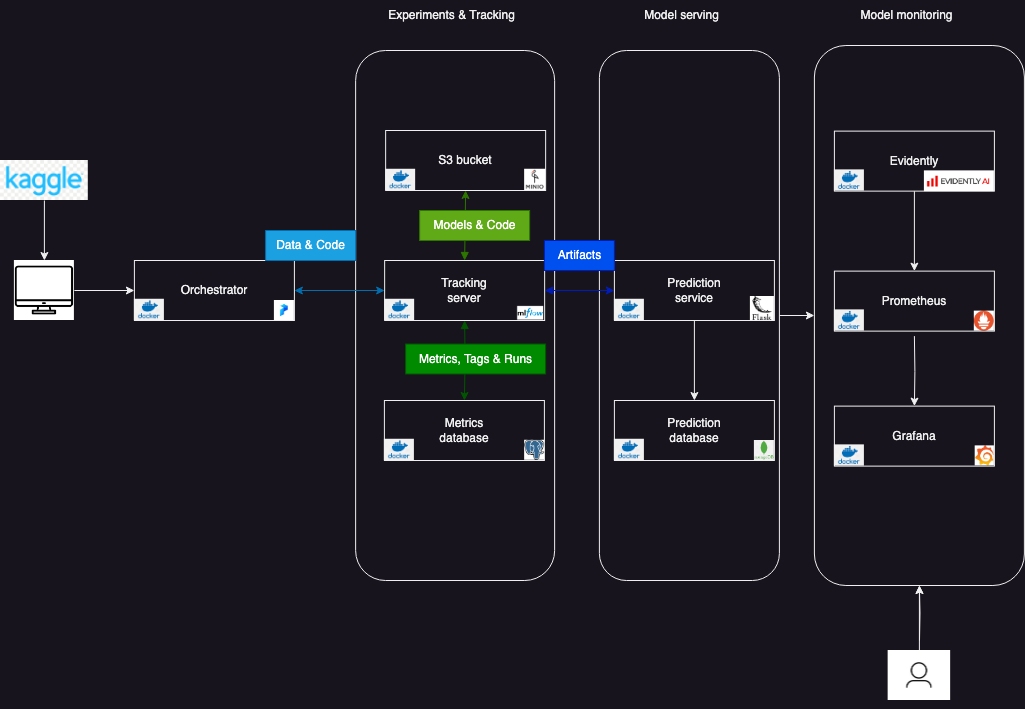 Experiments & Tracking
Model serving
Model monitoring
kaggle
S3 bucket
docker
MINIO
Models & Code
Data & Code
Orchestrator
docker
Tracking
server
docker
mlflow
Artifacts
Metrics, Tags & Runs
Metrics
database
docker
Prediction
service
docker
Flask
Prediction
database
docker
mongoDB
Evidently
docker
EVIDENTLY AI
Prometheus
docker
Grafana
docker